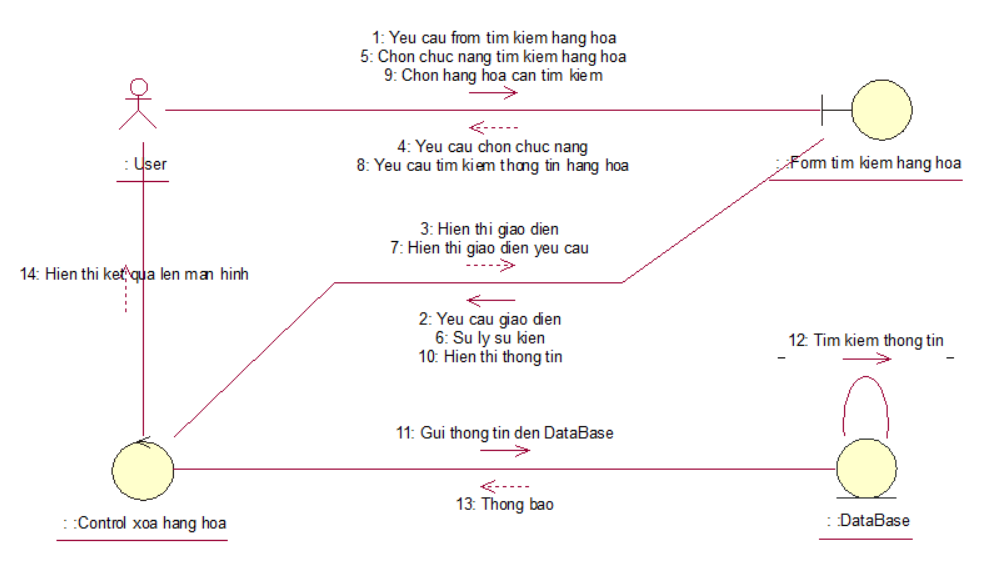 1: Yeu cau from tim kiem hang hoa
5: Chon chuc nang tim kiem hang hoa
9: Chon hang hoa can tim kiem
4: Yeu cau chon chuc nang
8: Yeu cau tim kiem thong tin hang hoa
: User
: :Form tim kiem hang hoa
3: Hien thi giao dien
7: Hien thi giao dien yeu cau
14: Hien thi ket qua len man hinh
2: Yeu cau giao dien
6: Su ly su kien
10: Hien thi thong tin
12: Tim kiem thong tin
11: Gui thong tin den DataBase
13: Thong bao
: :Control xoa hang hoa
: :DataBase